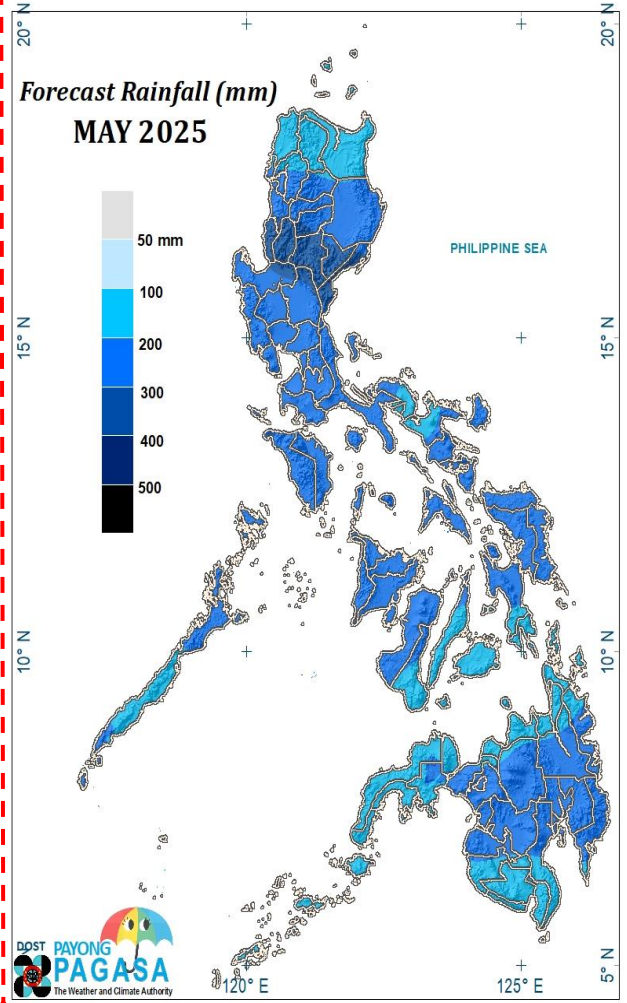 20° N
20° N
Forecast Rainfall (mm)
MAY 2025
50 mm
100
200
300
400
500
PHILIPPINE SEA
15° N
15° N
10° N
10° N
DOST
PAYONG
PAGASA
The Weather and Climate Authority
5° N
5° N
120° E
125° E